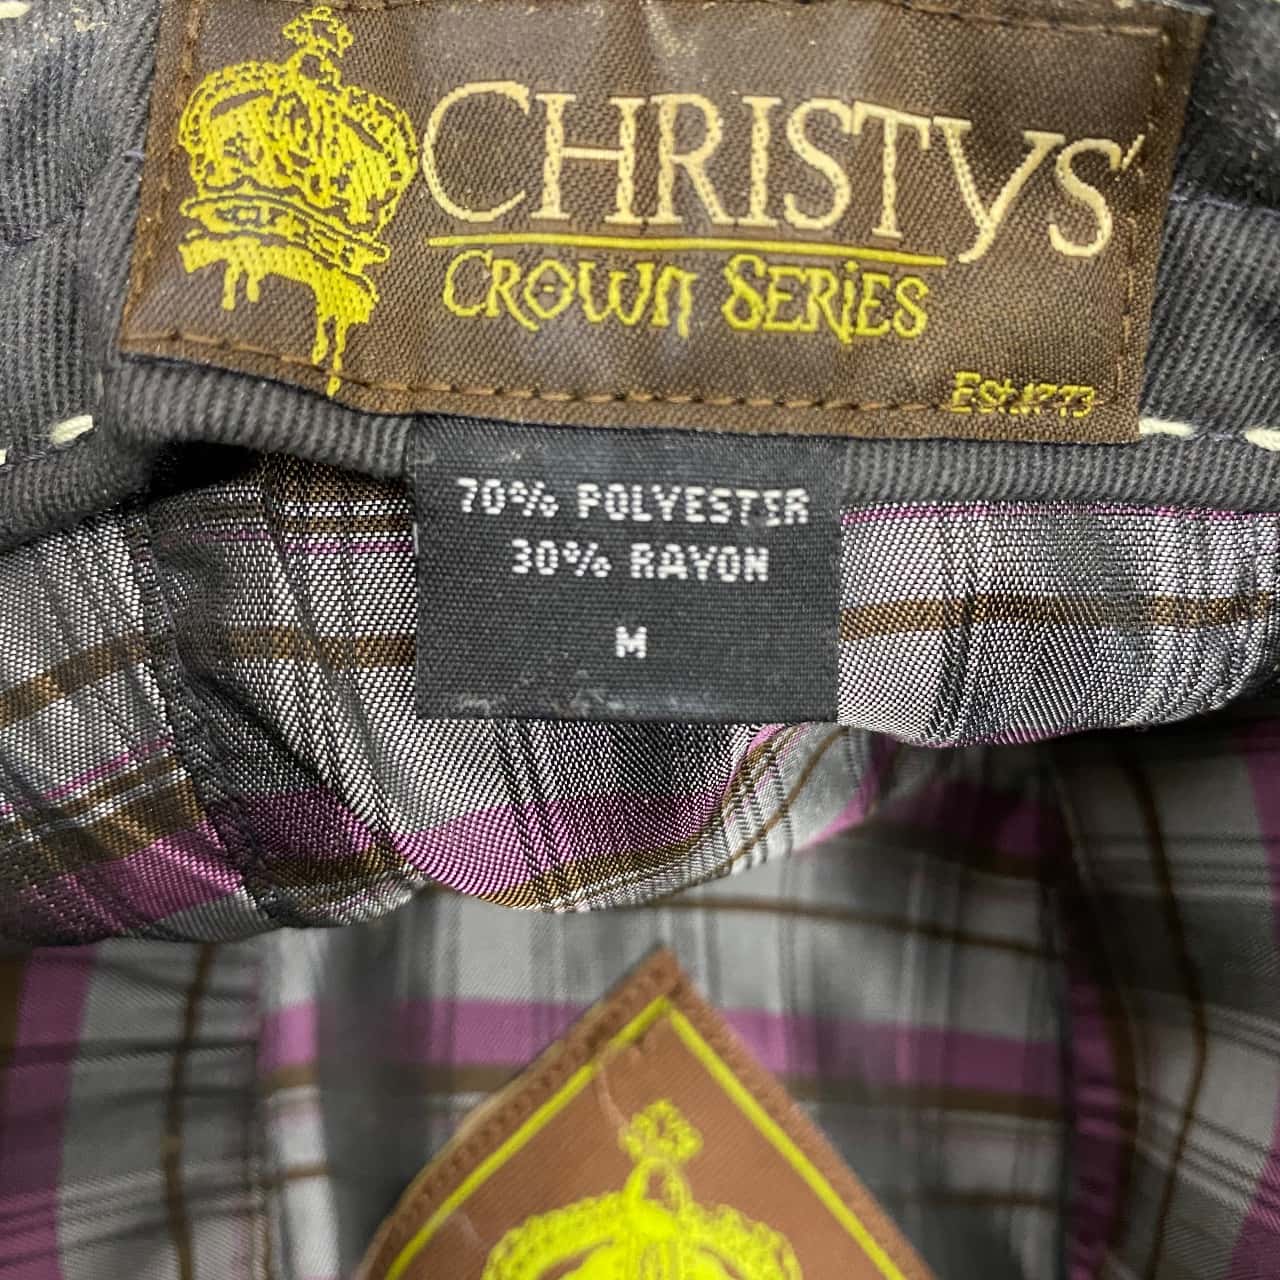 CHRISTYS'
CROWN SERIES
Est.1773
70% POLYESTER
30% RAYON
M